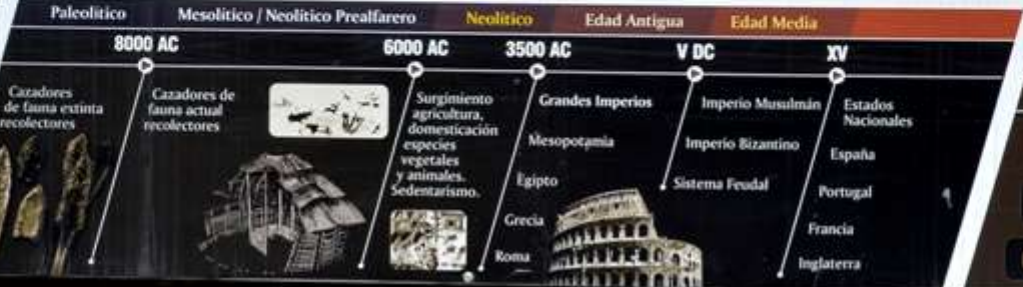 Paleolítico
Mesolítico / Neolítico Prealfarero
Neolítico
Edad Antigua
Edad Media
8000 AC
6000 AC
3500 AC
V DC
XV
Cazadores
de fauna extinta
recolectores
Cazadores de
fauna actual
recolectores
Surgimiento
agricultura,
domesticación
especies
vegetales
y animales.
Sedentarismo.
Grandes Imperios
Mesopotamia
Egipto
Grecia
Roma
Imperio Musulmán
Imperio Bizantino
Sistema Feudal
Estados
Nacionales
España
Portugal
Francia
Inglaterra